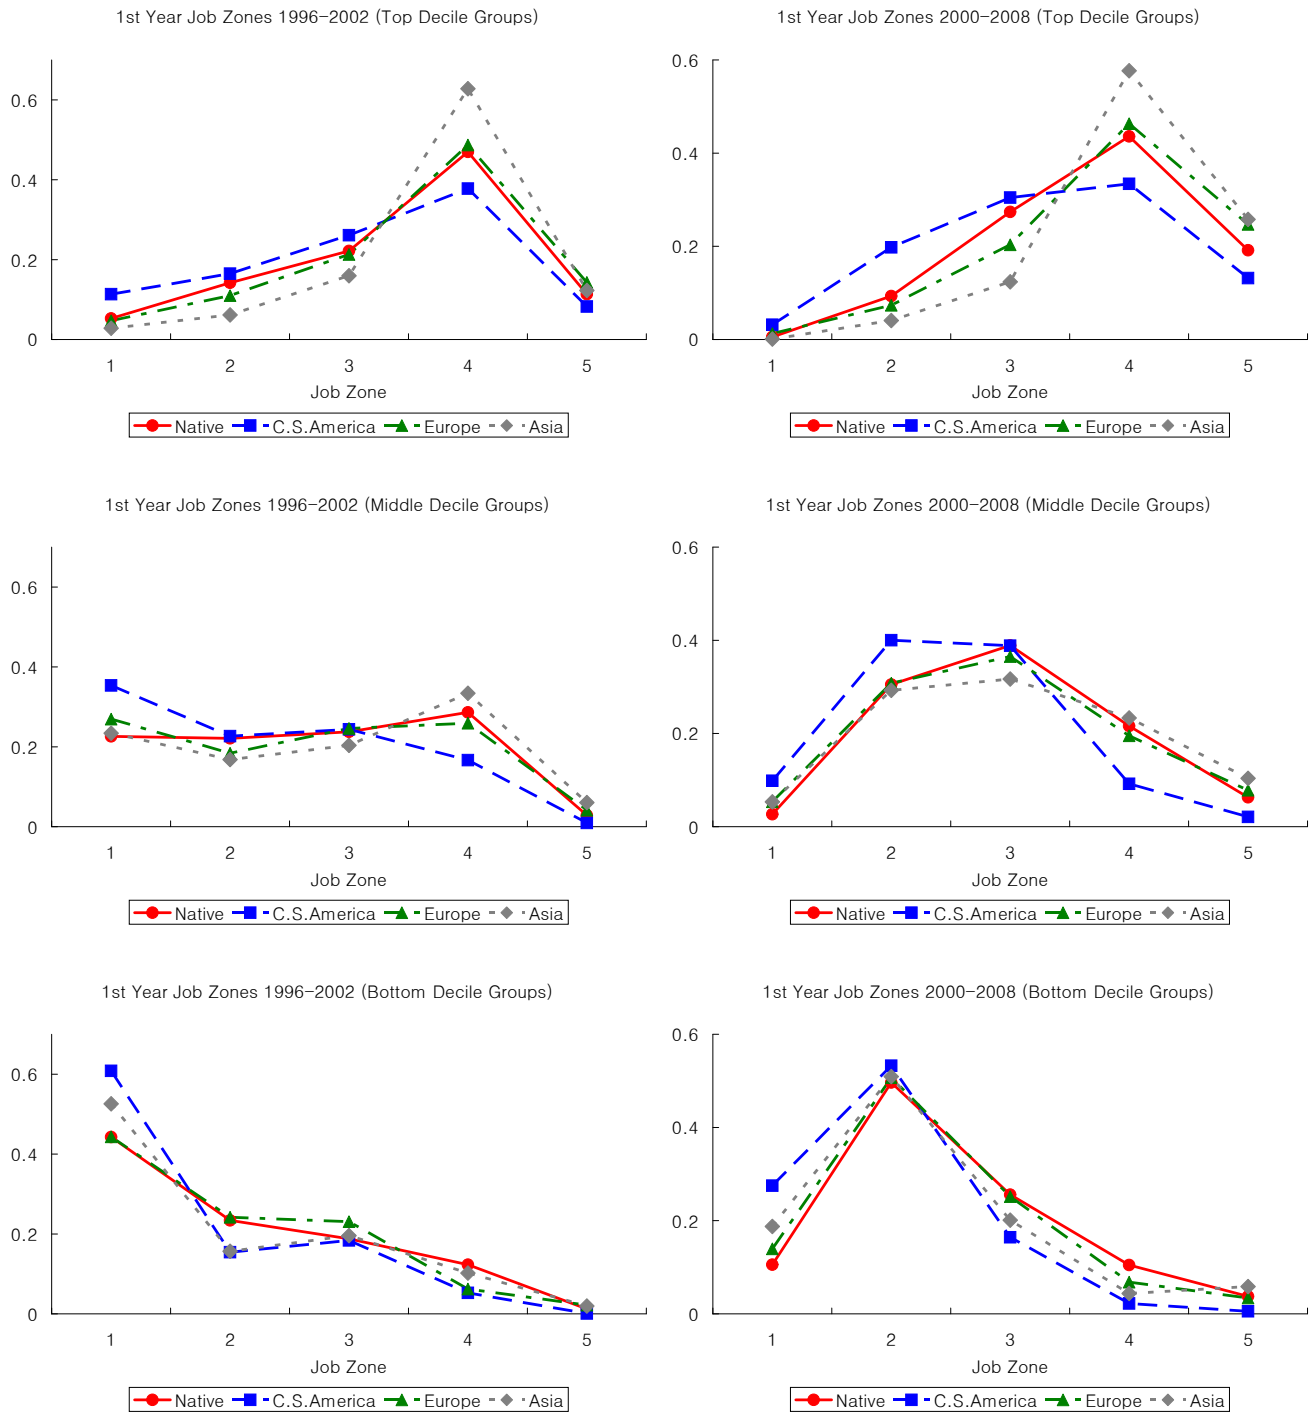 1st Year Job Zones 1996-2002 (Top Decile Groups)
0.6
0.4
0.2
0
1 2 3 4 5
Job Zone
Native C.S.America Europe Asia
1st Year Job Zones 2000-2008 (Top Decile Groups)
0.6
0.4
0.2
0
1 2 3 4 5
Job Zone
Native C.S.America Europe Asia
1st Year Job Zones 1996-2002 (Middle Decile Groups)
0.6
0.4
0.2
0
1 2 3 4 5
Job Zone
Native C.S.America Europe Asia
1st Year Job Zones 2000-2008 (Middle Decile Groups)
0.6
0.4
0.2
0
1 2 3 4 5
Job Zone
Native C.S.America Europe Asia
1st Year Job Zones 1996-2002 (Bottom Decile Groups)
0.6
0.4
0.2
0
1 2 3 4 5
Job Zone
Native C.S.America Europe Asia
1st Year Job Zones 2000-2008 (Bottom Decile Groups)
0.6
0.4
0.2
0
1 2 3 4 5
Job Zone
Native C.S.America Europe Asia